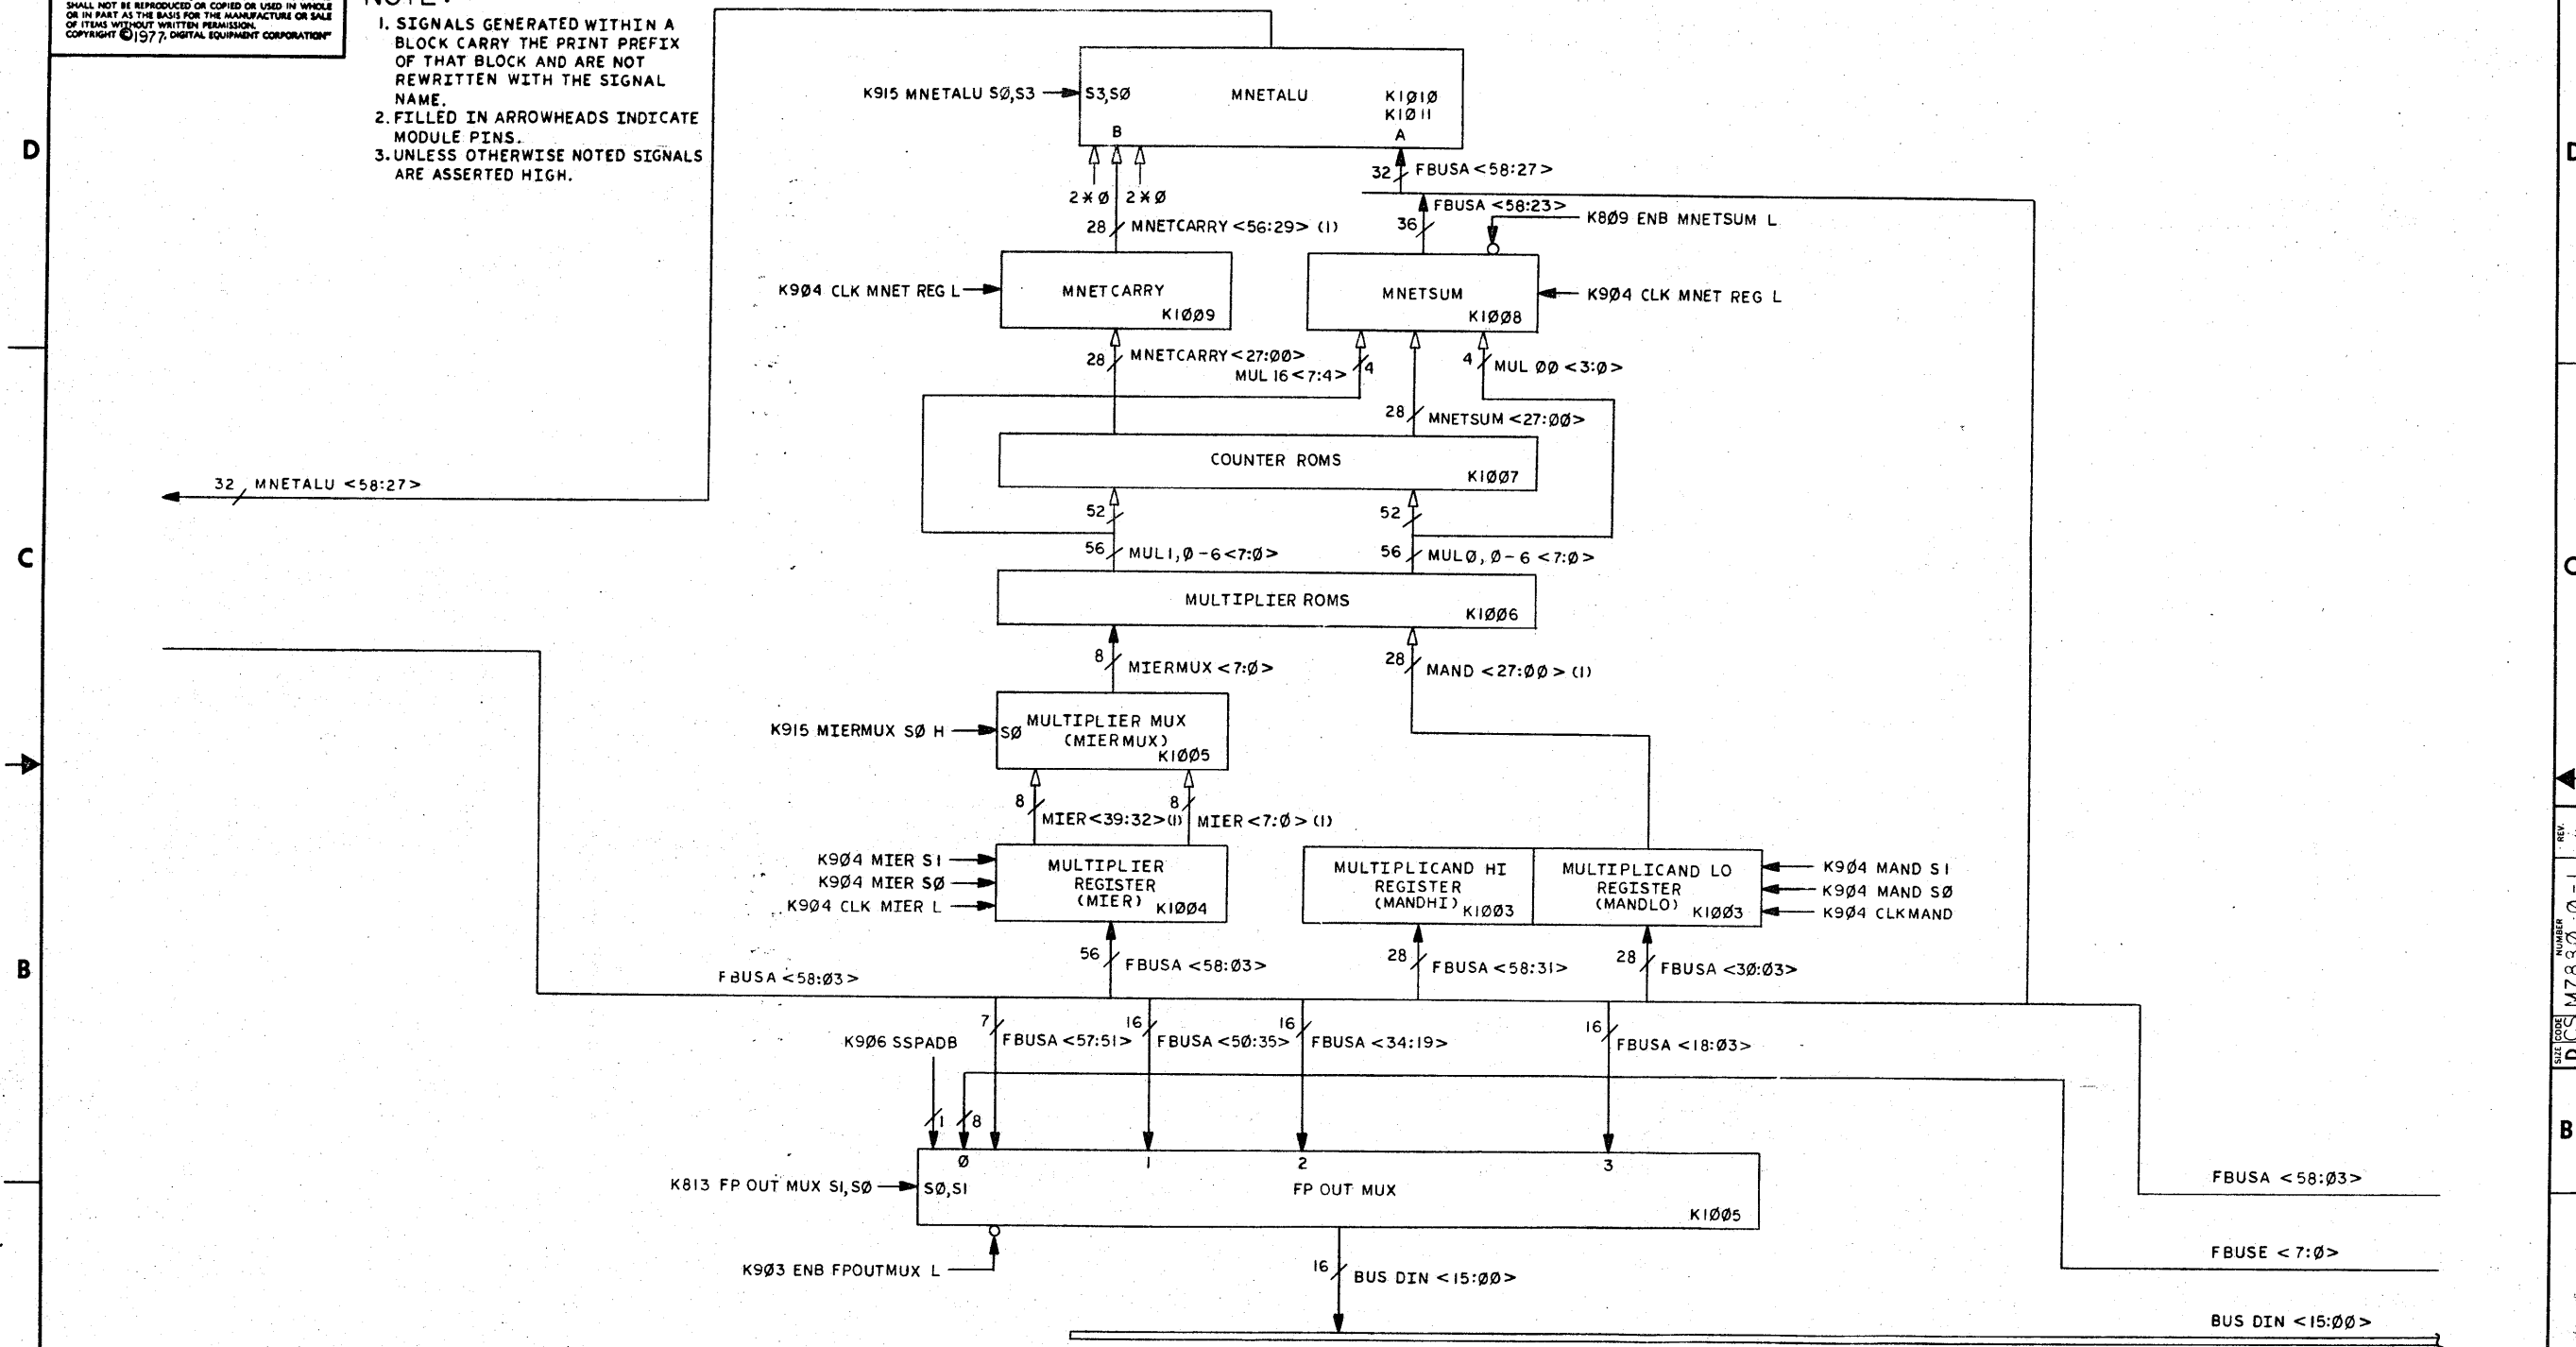 SHALL NOT BE REPRODUCED OR COPIED OR USED IN WHOLE
OR IN PART AS THE BASIS FOR THE MANUFACTURE OR SALE
OF ITEMS WITHOUT WRITTEN PERMISSION.
COPYRIGHT ©1977, DIGITAL EQUIPMENT CORPORATION"
NOTE:
1. SIGNALS GENERATED WITHIN A
BLOCK CARRY THE PRINT PREFIX
OF THAT BLOCK AND ARE NOT
REWRITTEN WITH THE SIGNAL
NAME.
2. FILLED IN ARROWHEADS INDICATE
MODULE PINS.
3. UNLESS OTHERWISE NOTED SIGNALS
ARE ASSERTED HIGH.
K915 MNETALU SØ,S3
S3,SØ
MNETALU
K1Ø1Ø
K1Ø11
B
A
D
32
FBUSA <58:27>
2*Ø
2*Ø
FBUSA <58:23>
36
K8Ø9 ENB MNETSUM L
28
MNETCARRY <56:29> (1)
K9Ø4 CLK MNET REG L
MNETCARRY
K1ØØ9
MNETSUM
K1ØØ8
K9Ø4 CLK MNET REG L
28
MNETCARRY <27:ØØ>
MUL 16 <7:4>
4
4
MUL ØØ <3:Ø>
28
MNETSUM <27:ØØ>
COUNTER ROMS
K1ØØ7
32
MNETALU <58:27>
52
52
C
56
MUL1, Ø-6 <7:Ø>
56
MULØ, Ø-6 <7:Ø>
C
MULTIPLIER ROMS
K1ØØ6
8
MIERMUX <7:Ø>
28
MAND <27:ØØ> (1)
K915 MIERMUX SØ H
SØ
MULTIPLIER MUX
(MIERMUX)
K1ØØ5
8
MIER<39:32>(1)
8
MIER <7:Ø> (1)
K9Ø4 MIER S1
K9Ø4 MIER SØ
K9Ø4 CLK MIER L
MULTIPLIER
REGISTER
(MIER)
K1ØØ4
MULTIPLICAND HI
REGISTER
(MANDHI)
K1ØØ3
MULTIPLICAND LO
REGISTER
(MANDLO)
K1ØØ3
K9Ø4 MAND S1
K9Ø4 MAND SØ
K9Ø4 CLKMAND
B
FBUSA <58:Ø3>
56
FBUSA <58:Ø3>
28
FBUSA <58:31>
28
FBUSA <3Ø:Ø3>
K9Ø6 SSPADB
7
FBUSA <57:51>
16
FBUSA <5Ø:35>
16
FBUSA <34:19>
16
FBUSA <18:Ø3>
1
8
Ø
1
2
3
K813 FP OUT MUX S1,SØ
SØ,S1
FP OUT MUX
K1ØØ5
B
FBUSA <58:Ø3>
K9Ø3 ENB FPOUTMUX L
16
BUS DIN <15:ØØ>
FBUSE <7:Ø>
BUS DIN <15:ØØ>
REV.
NUMBER
SIZE
CODE
D
CS